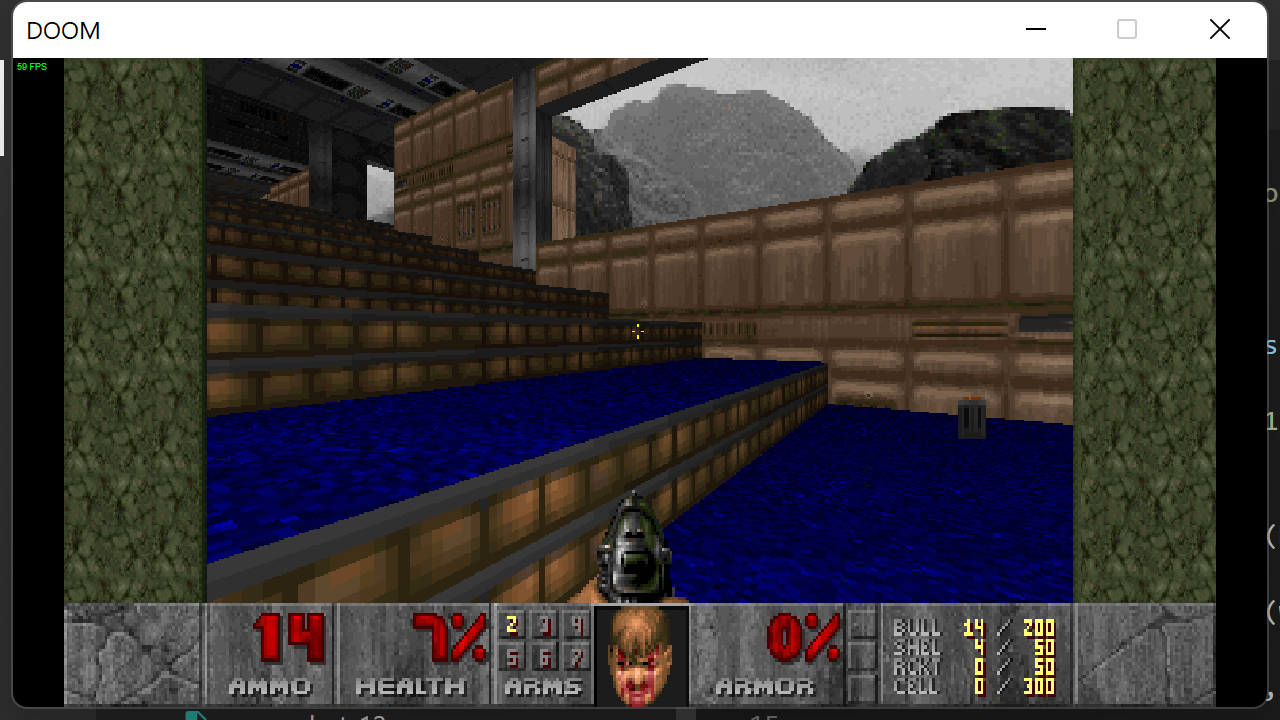 DOOM
59 FPS
14
AMMO
7%
HEALTH
2 3 4
5 6 7
ARMS
0%
ARMOR
BULL 14 / 200
SHEL 4 / 50
RCKT 0 / 50
CELL 0 / 300